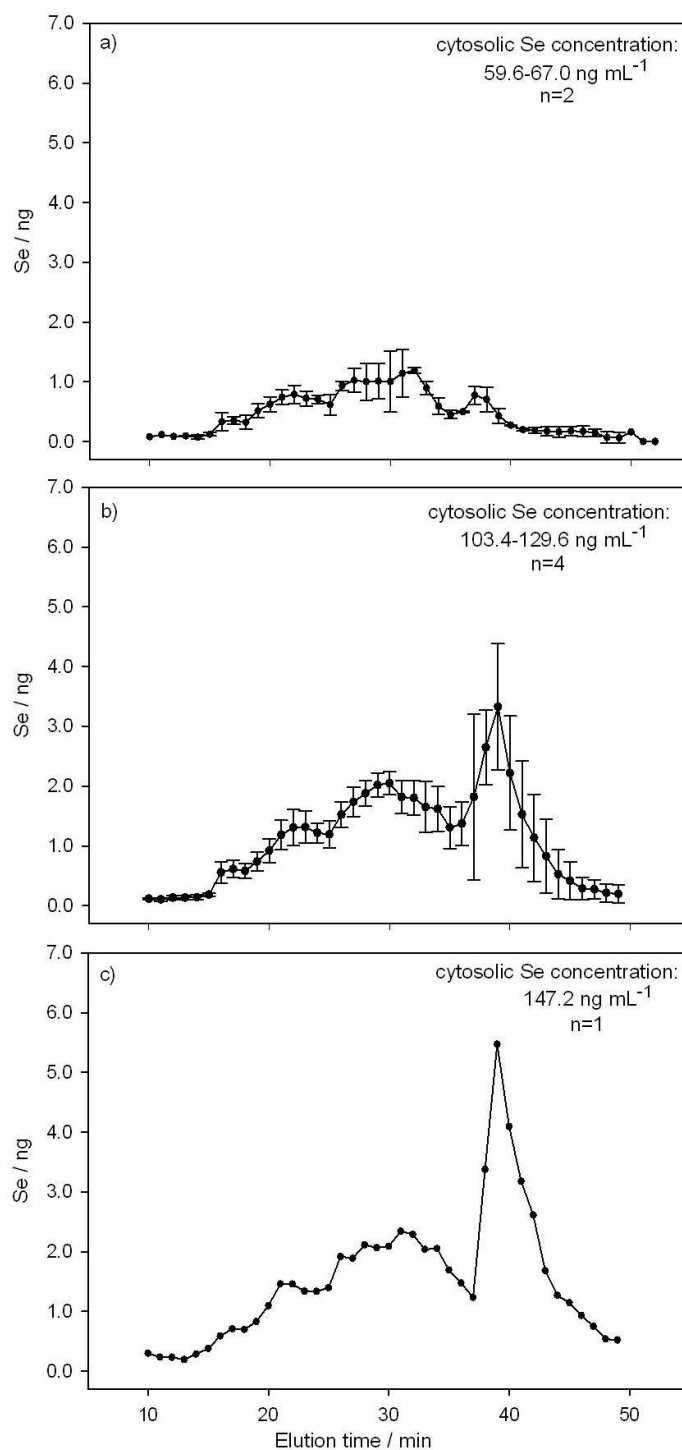 a)
cytosolic Se concentration:
59.6-67.0 ng mL⁻¹
n=2
7.0
6.0
5.0
4.0
3.0
2.0
1.0
0.0
Se / ng
b)
cytosolic Se concentration:
103.4-129.6 ng mL⁻¹
n=4
7.0
6.0
5.0
4.0
3.0
2.0
1.0
0.0
Se / ng
c)
cytosolic Se concentration:
147.2 ng mL⁻¹
n=1
7.0
6.0
5.0
4.0
3.0
2.0
1.0
0.0
Se / ng
10 20 30 40 50
Elution time / min